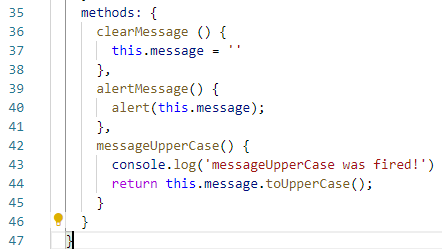 35 methods: {
36 clearMessage () {
37 this.message = ''
38 },
39 alertMessage() {
40 alert(this.message);
41 },
42 messageUpperCase() {
43 console.log('messageUpperCase was fired!')
44 return this.message.toUpperCase();
45 }
46 }
47 }